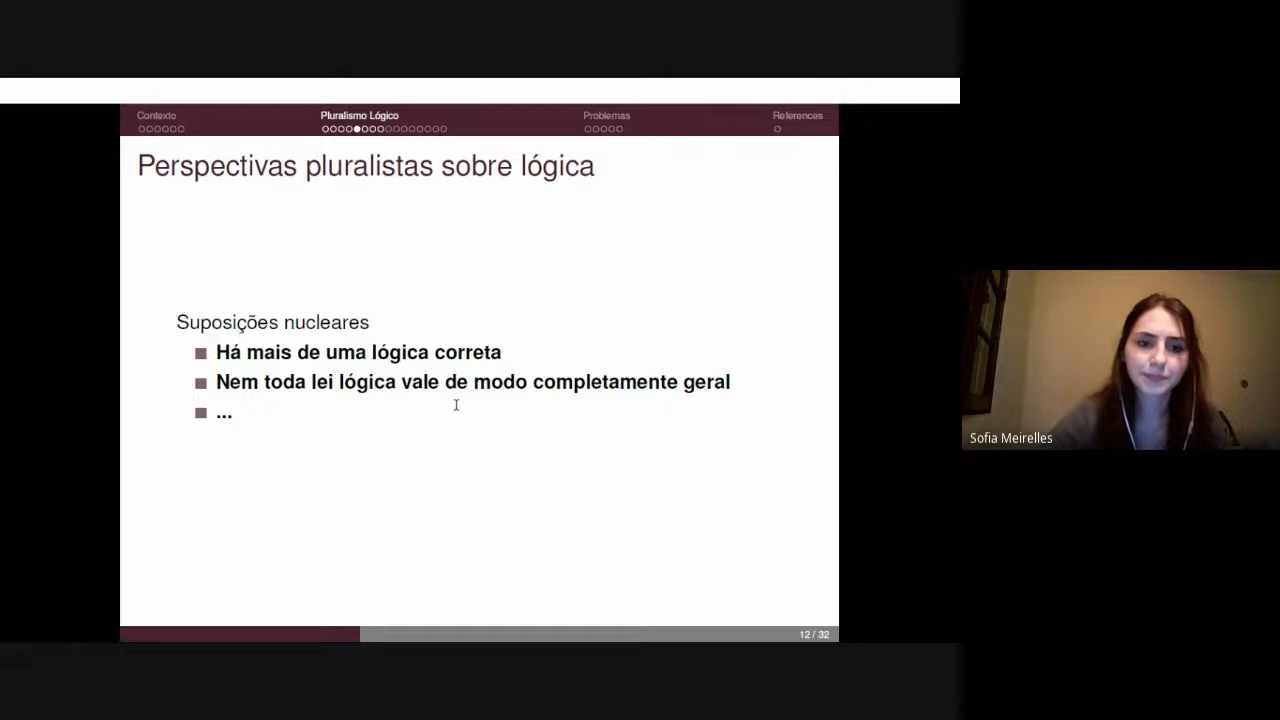 Contexto
Pluralismo Lógico
Problemas
References
Perspectivas pluralistas sobre lógica
Suposições nucleares
Há mais de uma lógica correta
Nem toda lei lógica vale de modo completamente geral
...
12 / 32
Sofia Meirelles